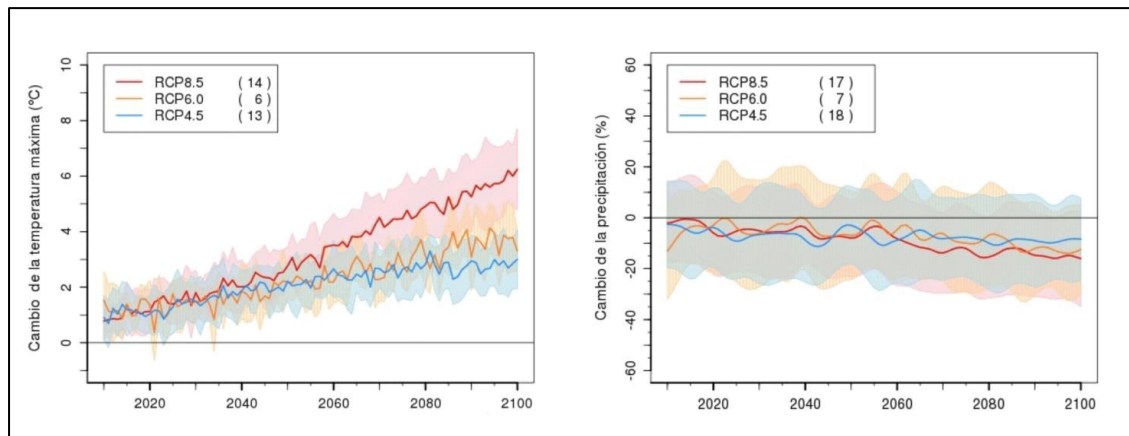 Cambio de la temperatura máxima (ºC)
10
8
6
4
2
0
RCP8.5 ( 14 )
RCP6.0 ( 6 )
RCP4.5 ( 13 )
2020 2040 2060 2080 2100
Cambio de la precipitación (%)
60
40
20
0
-20
-40
-60
RCP8.5 ( 17 )
RCP6.0 ( 7 )
RCP4.5 ( 18 )
2020 2040 2060 2080 2100